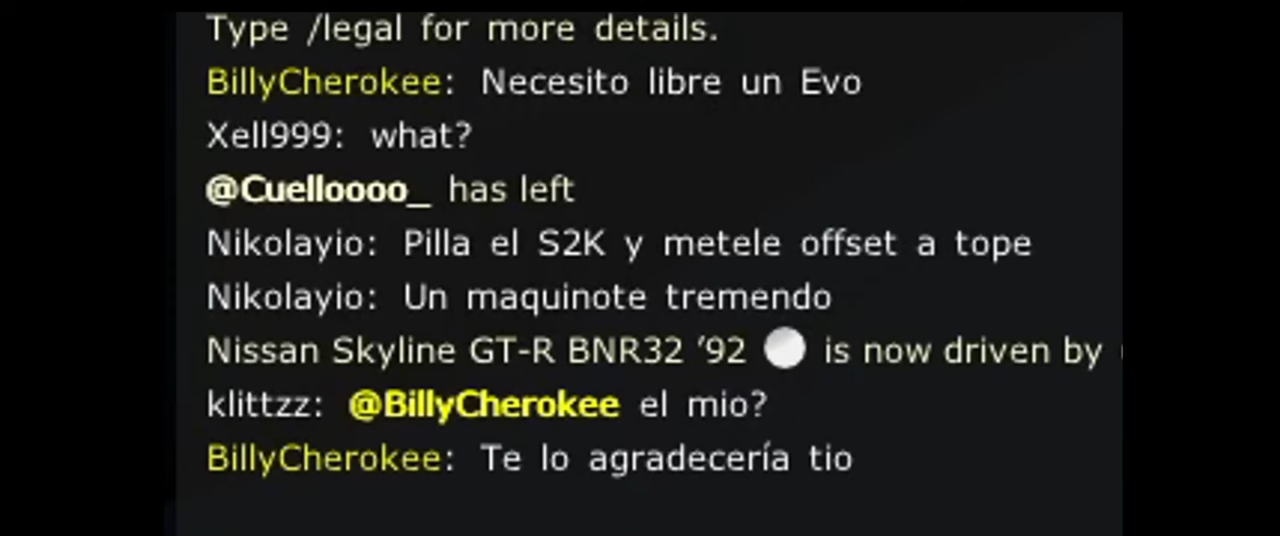 Type /legal for more details.
BillyCherokee: Necesito libre un Evo
Xell999: what?
@Cuelloooo_ has left
Nikolayio: Pilla el S2K y metele offset a tope
Nikolayio: Un maquinote tremendo
Nissan Skyline GT-R BNR32 '92 is now driven by
klittzz: @BillyCherokee el mio?
BillyCherokee: Te lo agradecería tio